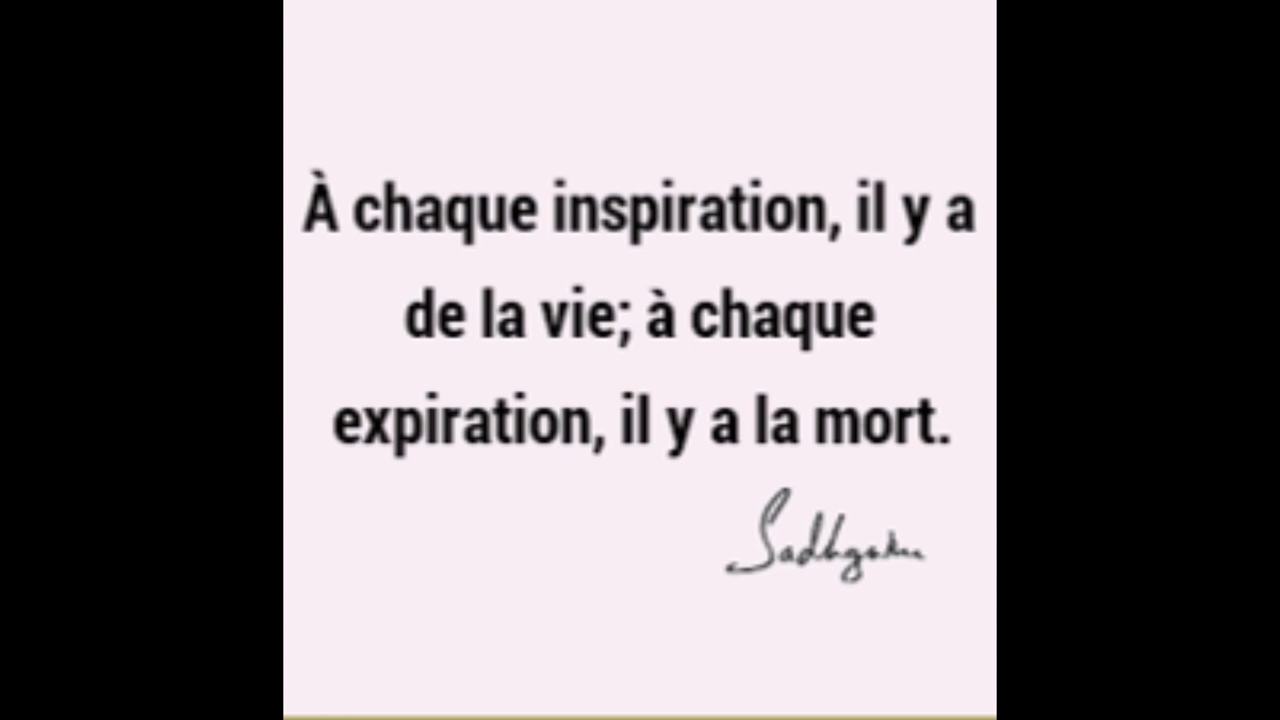 À chaque inspiration, il y a
de la vie; à chaque
expiration, il y a la mort.
Sadhguru